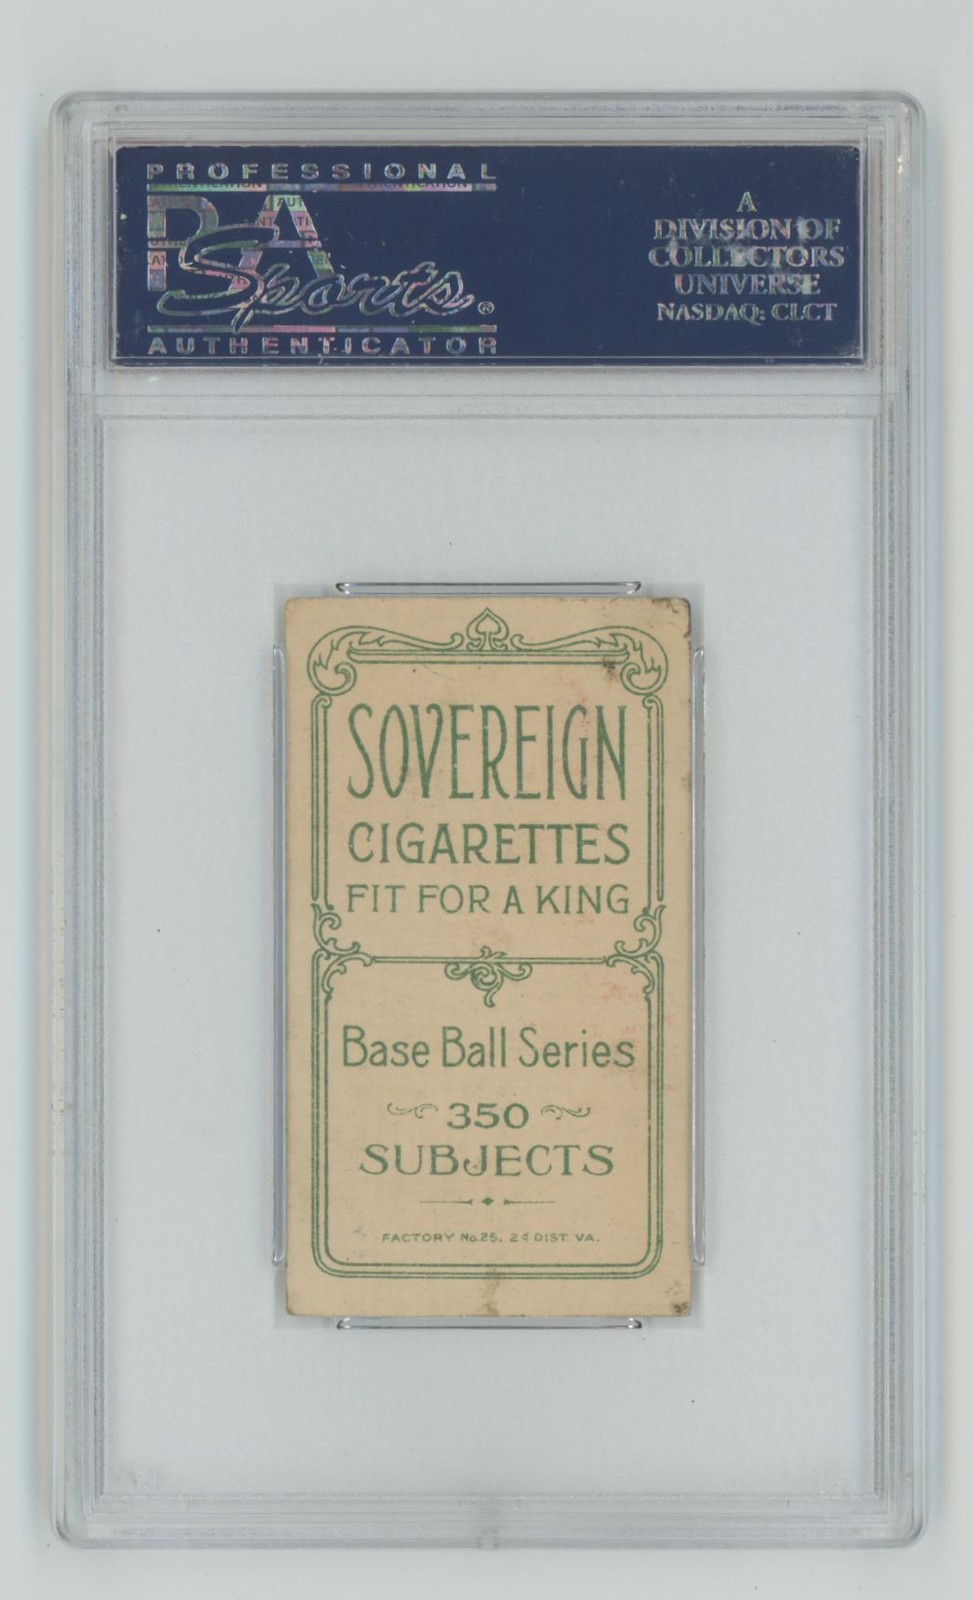 PROFESSIONAL
PSA
Sports®
AUTHENTICATOR
A
DIVISION OF
COLLECTORS
UNIVERSE
NASDAQ: CLCT
SOVEREIGN
CIGARETTES
FIT FOR A KING
Base Ball Series
350
SUBJECTS
FACTORY No. 25, 2d DIST. VA.